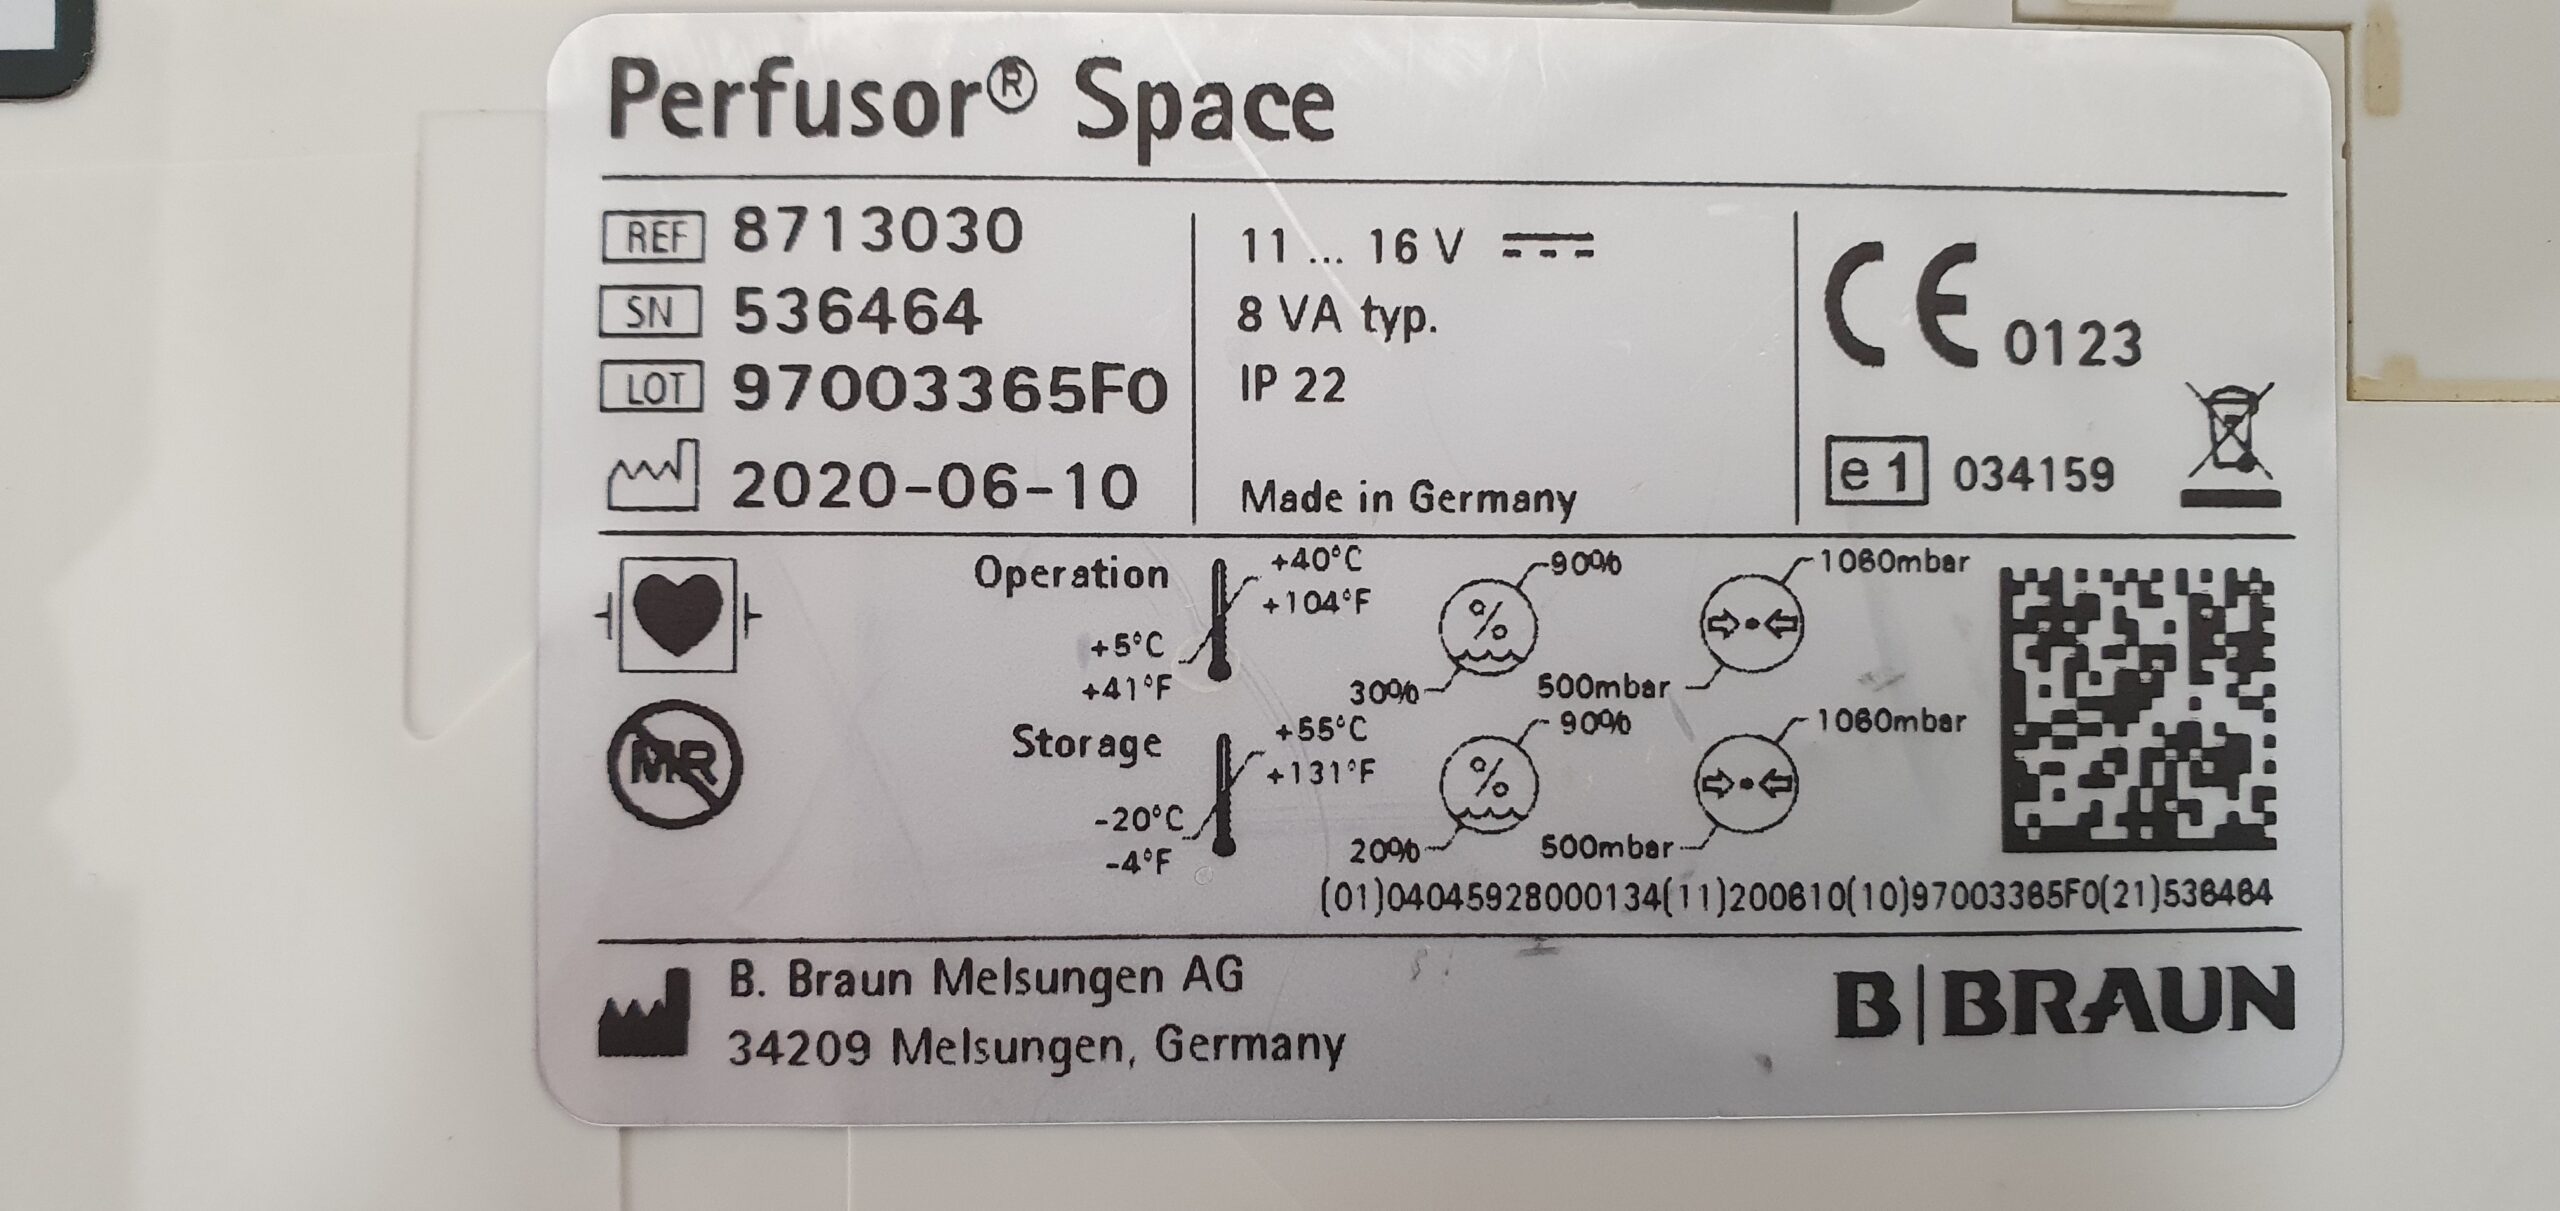 Perfusor® Space
REF 8713030
SN 536464
LOT 97003365F0
2020-06-10
11 ... 16 V
8 VA typ.
IP 22
Made in Germany
CE 0123
e1 034159
MR
Operation
+40°C
+104°F
+5°C
+41°F
%
90%
30%
1060mbar
500mbar
Storage
+55°C
+131°F
-20°C
-4°F
%
90%
20%
1060mbar
500mbar
(01)04045928000134(11)200610(10)97003365F0(21)536464
B. Braun Melsungen AG
34209 Melsungen, Germany
B|BRAUN